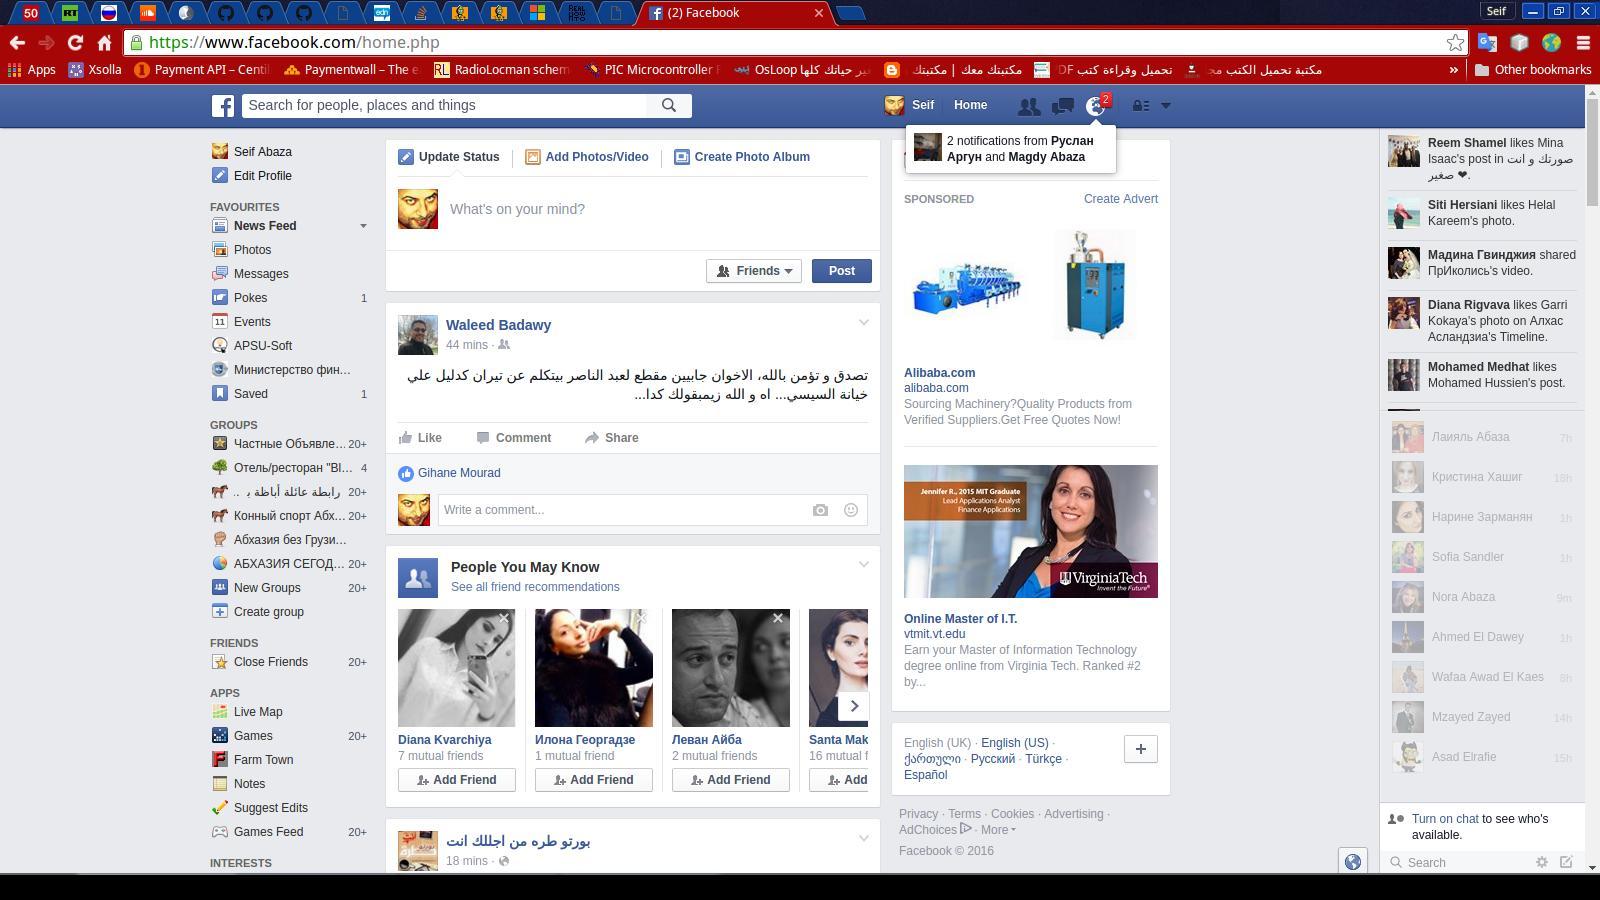 50
RT
edn
(2) Facebook
Seif
https://www.facebook.com/home.php
Apps
Xsolla
Payment API – Centi
Paymentwall – The e
RadioLocman schem
PIC Microcontroller F
OsLoop غير حياتك كلها
مكتبتك معك | مكتبتك
تحميل وقراءة كتب DF
مكتبة تحميل الكتب مج
»
Other bookmarks
Search for people, places and things
Seif
Home
2
2 notifications from Руслан
Аргун and Magdy Abaza
Seif Abaza
Edit Profile
FAVOURITES
News Feed
Photos
Messages
Pokes 1
11 Events
APSU-Soft
Министерство фин...
Saved 1
GROUPS
Частные Объявле... 20+
Отель/ресторан "Bl... 4
رابطة عائلة أباظة ب .. 20+
Конный спорт Абх... 20+
Абхазия без Грузи...
АБХАЗИЯ СЕГОД... 20+
New Groups 20+
Create group
FRIENDS
Close Friends 20+
APPS
Live Map
Games 20+
Farm Town
Notes
Suggest Edits
Games Feed 20+
INTERESTS
Update Status
Add Photos/Video
Create Photo Album
What's on your mind?
Friends
Post
Waleed Badawy
44 mins ·
تصدق و تؤمن بالله، الاخوان جايبين مقطع لعبد الناصر بيتكلم عن تيران كدليل علي
خيانة السيسي... اه و الله زيمبقولك كدا...
Like
Comment
Share
Gihane Mourad
Write a comment...
People You May Know
See all friend recommendations
Diana Kvarchiya
7 mutual friends
Add Friend
Илона Георгадзе
1 mutual friend
Add Friend
Леван Айба
2 mutual friends
Add Friend
Santa Mak
16 mutual f
Add
بورتو طره من اجللك انت
18 mins ·
SPONSORED
Create Advert
Alibaba.com
alibaba.com
Sourcing Machinery?Quality Products from
Verified Suppliers.Get Free Quotes Now!
Jennifer R., 2015 MIT Graduate
Lead Applications Analyst
Finance Applications
VirginiaTech
Invent the Future
Online Master of I.T.
vtmit.vt.edu
Earn your Master of Information Technology
degree online from Virginia Tech. Ranked #2
by...
English (UK) · English (US) ·
ქართული · Русский · Türkçe ·
Español
Privacy · Terms · Cookies · Advertising ·
AdChoices · More
Facebook © 2016
Reem Shamel likes Mina
Isaac's post in صورتك و انت
صغير ❤.
Siti Hersiani likes Helal
Kareem's photo.
Мадина Гвинджия shared
ПрИколись's video.
Diana Rigvava likes Garri
Kokaya's photo on Алхас
Асландзиа's Timeline.
Mohamed Medhat likes
Mohamed Hussien's post.
Лаияль Абаза 7h
Кристина Хашиг 18h
Нарине Зарманян 1h
Sofia Sandler 1h
Nora Abaza 9m
Ahmed El Dawey 1h
Wafaa Awad El Kaes 8h
Mzayed Zayed 14h
Asad Elrafie 15h
Turn on chat to see who's
available.
Search